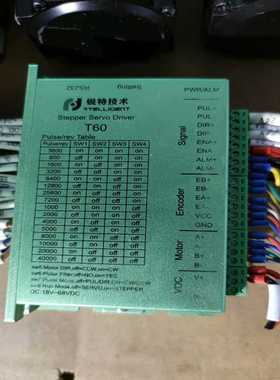 RS232
Setting
PWR/ALM
锐特技术
RTELLIGENT
Stepper Servo Driver
T60
Pulse/rev Table
Pulse/rev SW1 SW2 SW3 SW4
3600 on on on on
800 off on on on
1600 on off on on
3200 off off on on
6400 on on off on
12800 off on off on
25600 on off off on
7200 off off off on
1000 on on on off
2000 off on on off
4000 on off on off
5000 off off on off
8000 on on off off
10000 off on off off
20000 on off off off
40000 off off off off
DC:18V~68VDC
Signal
PUL+
PUL-
DIR+
DIR-
ENA+
ENA-
ALM+
ALM-
Encoder
EB+
EB-
EA+
EA-
VCC
GND
Motor
A+
A-
B+
B-
VDC
V+
V-